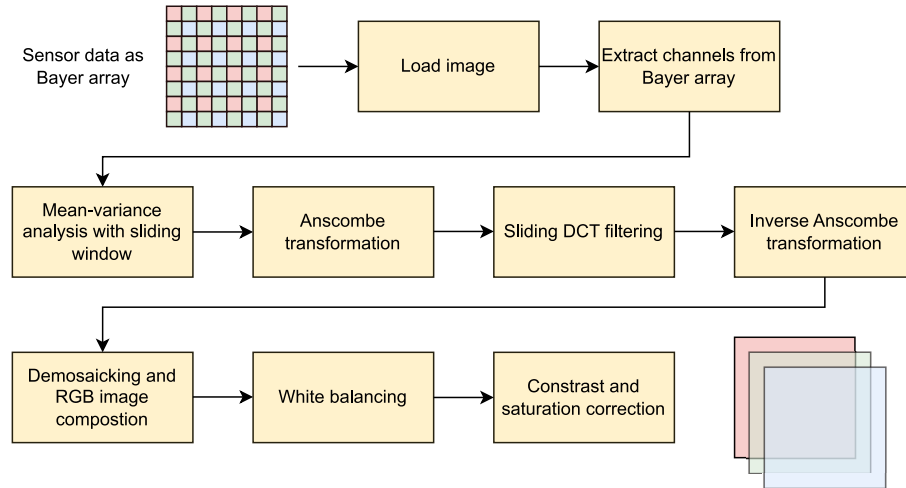 Sensor data as
Bayer array
Load image
Extract channels from
Bayer array
Mean-variance
analysis with sliding
window
Anscombe
transformation
Sliding DCT filtering
Inverse Anscombe
transformation
Demosaicking and
RGB image
compostion
White balancing
Constrast and
saturation correction